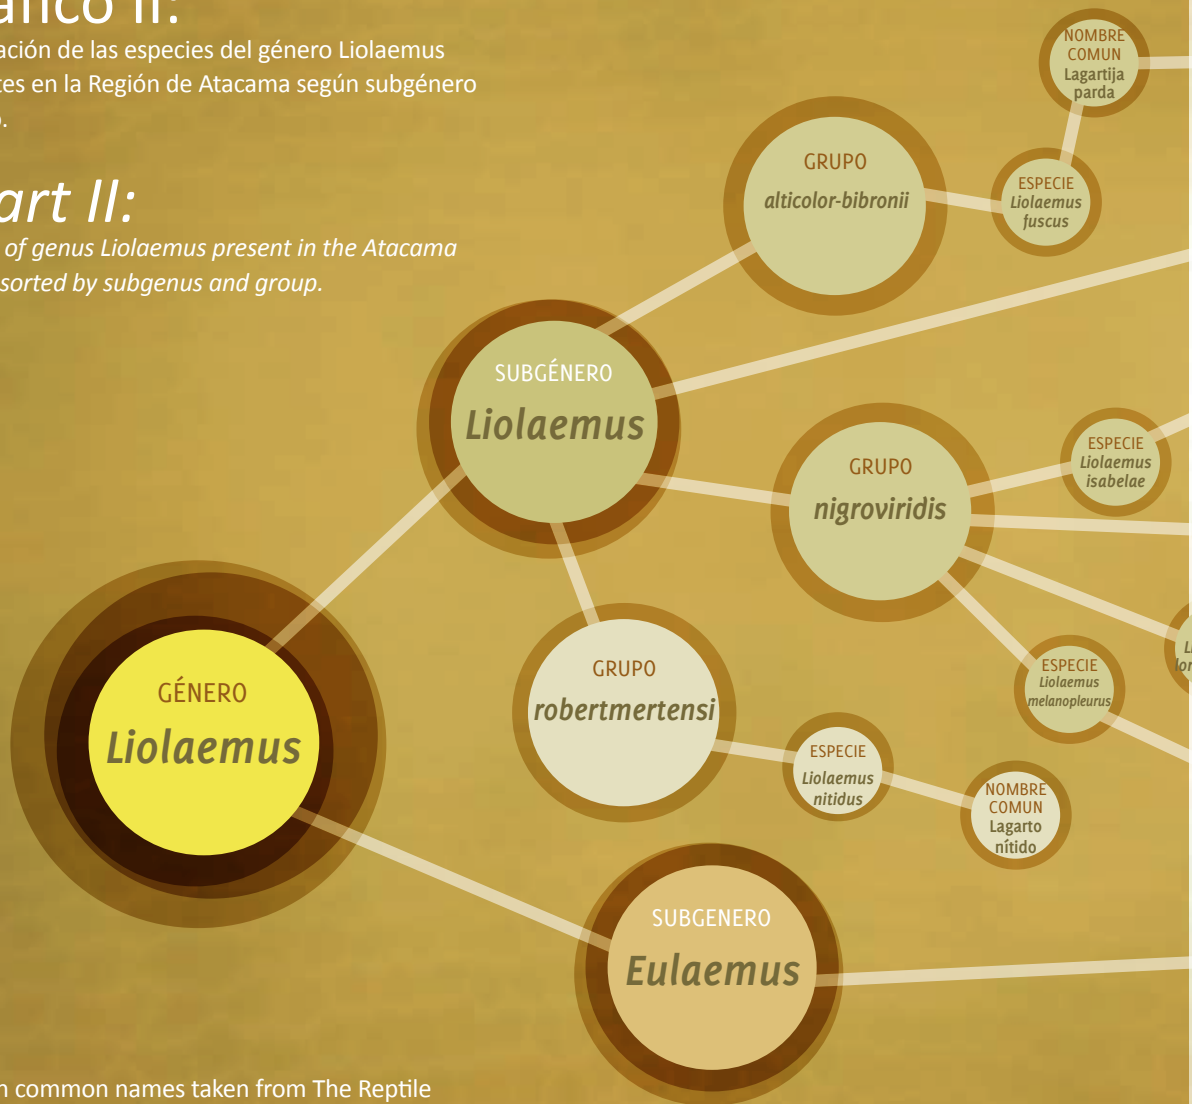 áfico II:
ación de las especies del género Liolaemus
tes en la Región de Atacama según subgénero
o.
art II:
of genus Liolaemus present in the Atacama
sorted by subgenus and group.
NOMBRE
COMUN
Lagartija
parda
GRUPO
alticolor-bibronii
ESPECIE
Liolaemus
fuscus
SUBGÉNERO
Liolaemus
GRUPO
nigroviridis
ESPECIE
Liolaemus
isabelae
GÉNERO
Liolaemus
GRUPO
robertmertensi
ESPECIE
Liolaemus
melanopleurus
ESPECIE
Liolaemus
nitidus
NOMBRE
COMUN
Lagarto
nítido
SUBGENERO
Eulaemus
n common names taken from The Reptile